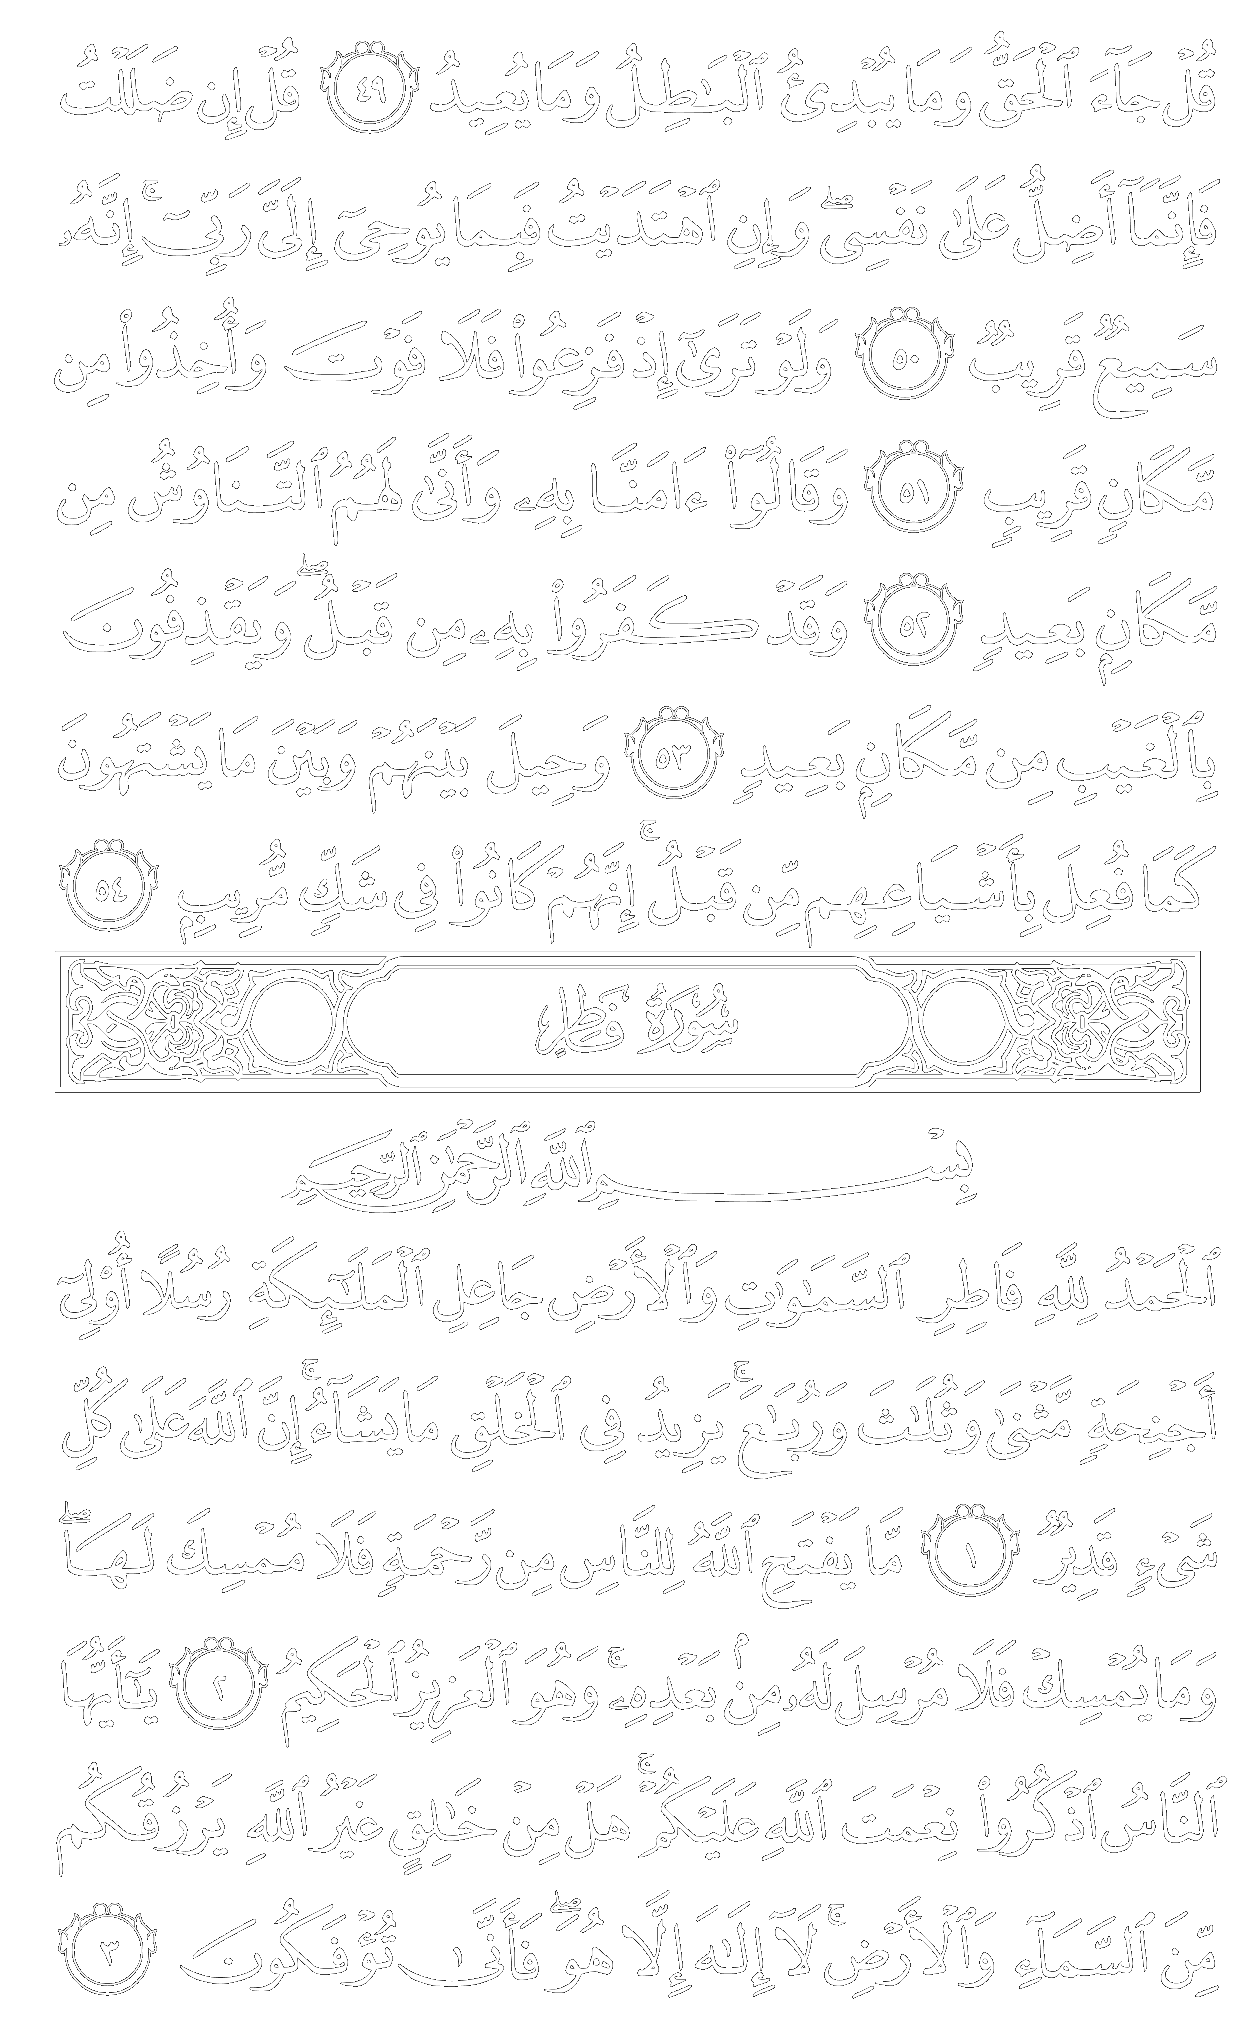 قُلْ جَآءَ ٱلْحَقُّ وَمَا يُبْدِئُ ٱلْبَٰطِلُ وَمَا يُعِيدُ ٤٩ قُلْ إِن ضَلَلْتُ
فَإِنَّمَآ أَضِلُّ عَلَىٰ نَفْسِى ۖ وَإِنِ ٱهْتَدَيْتُ فَبِمَا يُوحِىٓ إِلَىَّ رَبِّىٓ ۚ إِنَّهُۥ
سَمِيعٌ قَرِيبٌ ٥٠ وَلَوْ تَرَىٰٓ إِذْ فَزِعُوا۟ فَلَا فَوْتَ وَأُخِذُوا۟ مِن
مَّكَانٍ قَرِيبٍ ٥١ وَقَالُوٓا۟ ءَامَنَّا بِهِۦ وَأَنَّىٰ لَهُمُ ٱلتَّنَاوُشُ مِن
مَّكَانٍۭ بَعِيدٍ ٥٢ وَقَدْ كَفَرُوا۟ بِهِۦ مِن قَبْلُ ۖ وَيَقْذِفُونَ
بِٱلْغَيْبِ مِن مَّكَانٍۭ بَعِيدٍ ٥٣ وَحِيلَ بَيْنَهُمْ وَبَيْنَ مَا يَشْتَهُونَ
كَمَا فُعِلَ بِأَشْيَاعِهِم مِّن قَبْلُ ۚ إِنَّهُمْ كَانُوا۟ فِى شَكٍّ مُّرِيبٍۭ ٥٤
سُورَةُ فَاطِرٍ
بِسْمِ ٱللَّهِ ٱلرَّحْمَٰنِ ٱلرَّحِيمِ
ٱلْحَمْدُ لِلَّهِ فَاطِرِ ٱلسَّمَٰوَٰتِ وَٱلْأَرْضِ جَاعِلِ ٱلْمَلَٰٓئِكَةِ رُسُلًا أُو۟لِىٓ
أَجْنِحَةٍ مَّثْنَىٰ وَثُلَٰثَ وَرُبَٰعَ ۚ يَزِيدُ فِى ٱلْخَلْقِ مَا يَشَآءُ ۚ إِنَّ ٱللَّهَ عَلَىٰ كُلِّ
شَىْءٍ قَدِيرٌ ١ مَّا يَفْتَحِ ٱللَّهُ لِلنَّاسِ مِن رَّحْمَةٍ فَلَا مُمْسِكَ لَهَا ۖ
وَمَا يُمْسِكْ فَلَا مُرْسِلَ لَهُۥ مِنۢ بَعْدِهِۦ ۚ وَهُوَ ٱلْعَزِيزُ ٱلْحَكِيمُ ٢ يَٰٓأَيُّهَا
ٱلنَّاسُ ٱذْكُرُوا۟ نِعْمَتَ ٱللَّهِ عَلَيْكُمْ ۚ هَلْ مِنْ خَٰلِقٍ غَيْرُ ٱللَّهِ يَرْزُقُكُم
مِّنَ ٱلسَّمَآءِ وَٱلْأَرْضِ ۚ لَآ إِلَٰهَ إِلَّا هُوَ ۖ فَأَنَّىٰ تُؤْفَكُونَ ٣